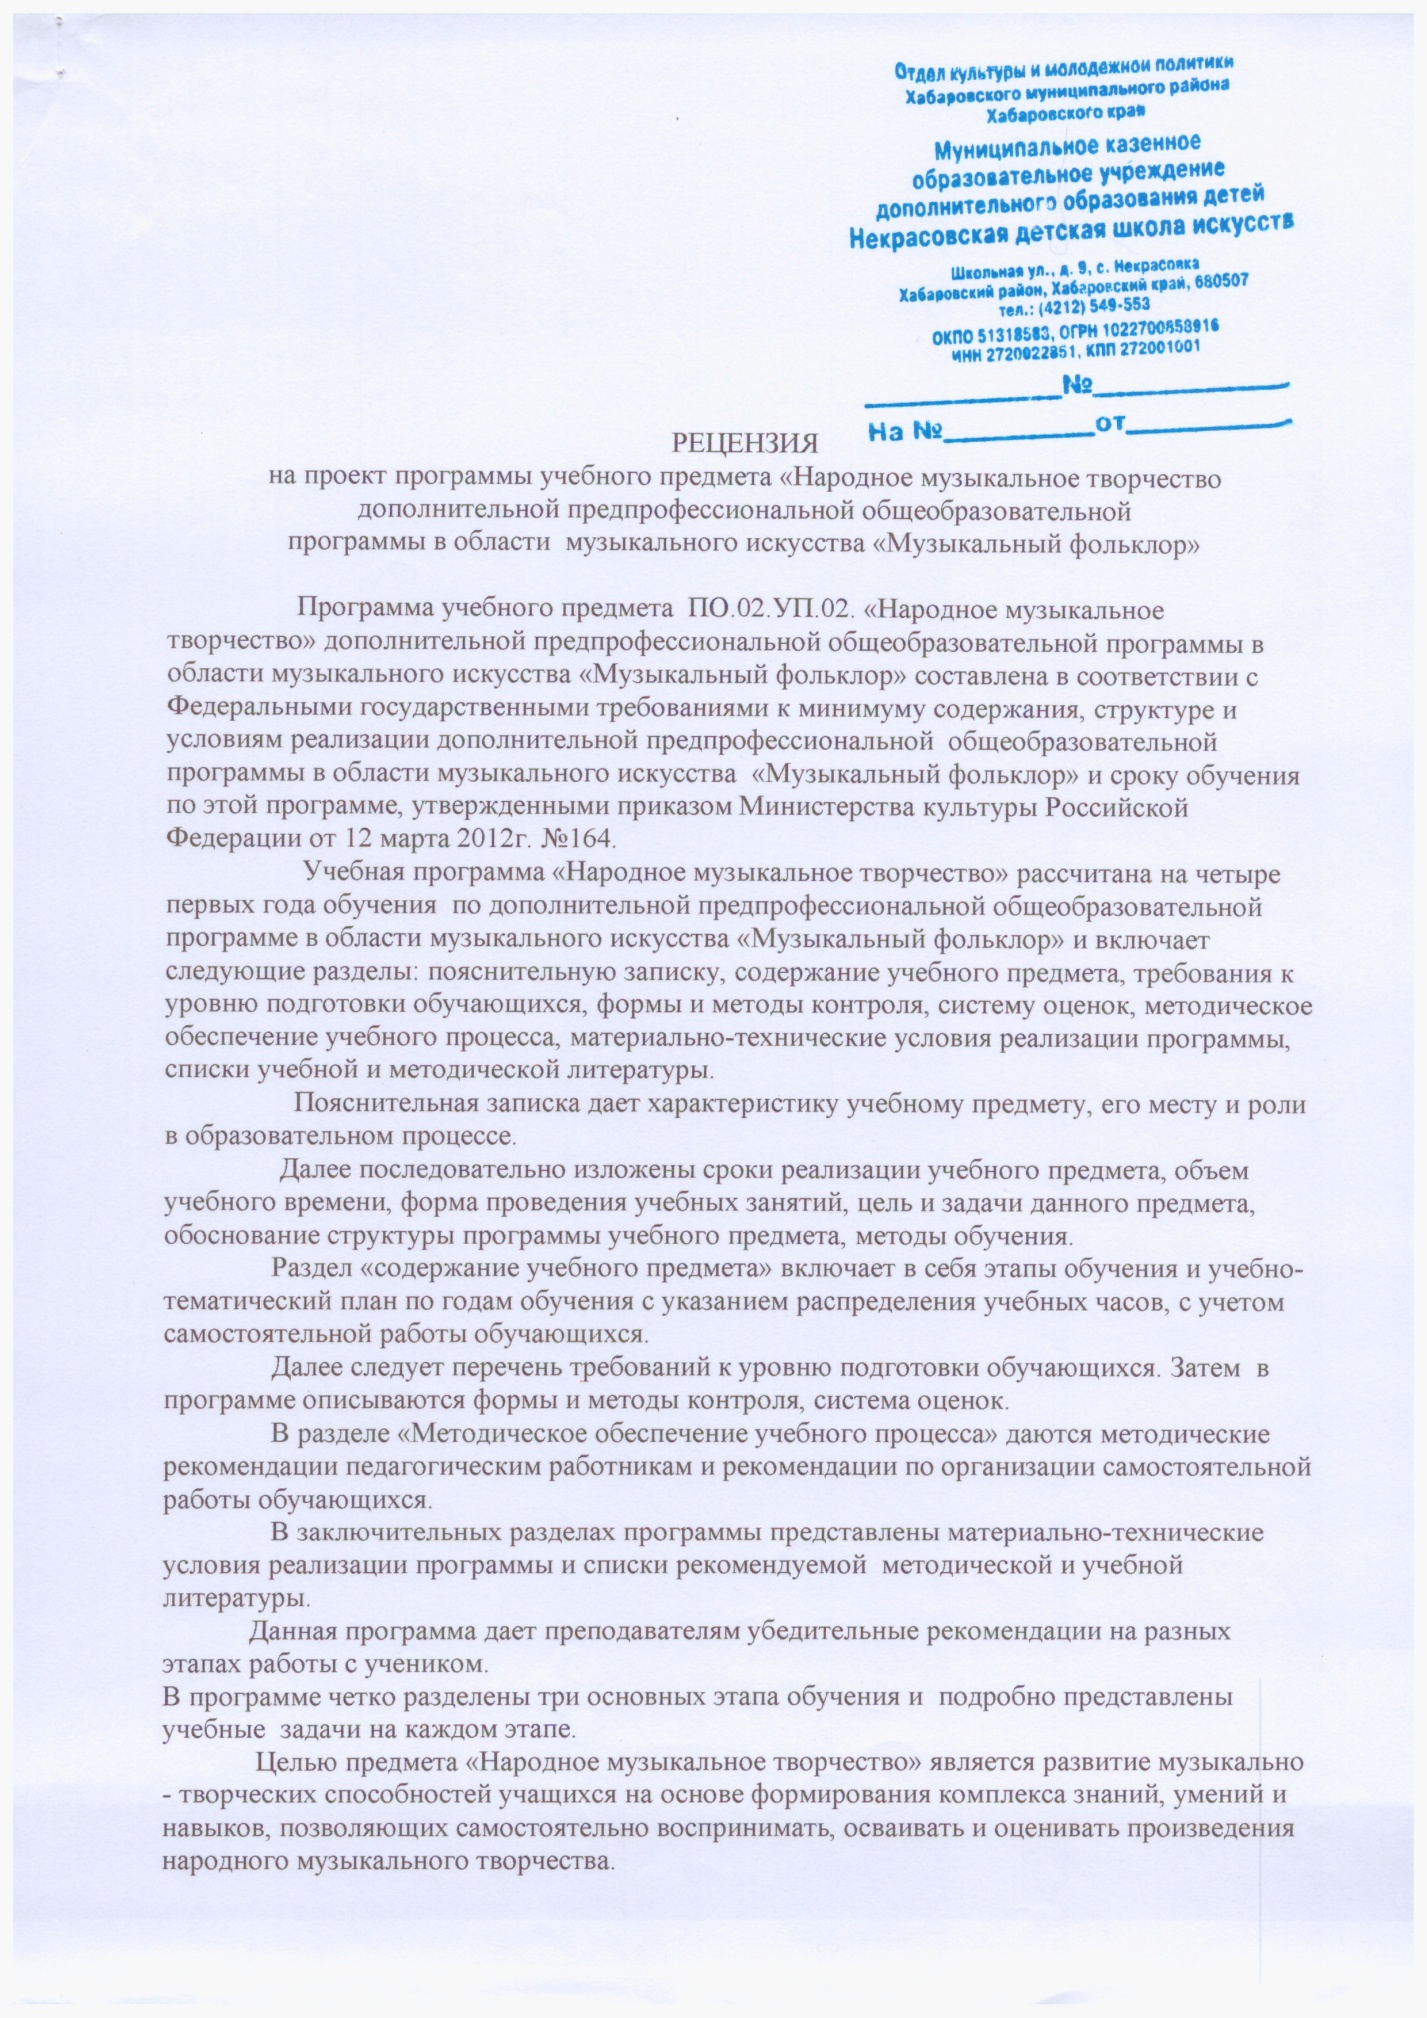 Отдел культуры и молодежной политики
Хабаровского муниципального района
Хабаровского края
Муниципальное казенное
образовательное учреждение
дополнительного образования детей
Некрасовская детская школа искусств
Школьная ул., д. 9, с. Некрасовка
Хабаровский район, Хабаровский край, 680507
тел.: (4212) 549-553
ОКПО 51318583, ОГРН 1022700858916
ИНН 2720022851, КПП 272001001
____________№____________
На №___________от___________
РЕЦЕНЗИЯ
на проект программы учебного предмета «Народное музыкальное творчество
дополнительной предпрофессиональной общеобразовательной
программы в области музыкального искусства «Музыкальный фольклор»
Программа учебного предмета ПО.02.УП.02. «Народное музыкальное
творчество» дополнительной предпрофессиональной общеобразовательной программы в
области музыкального искусства «Музыкальный фольклор» составлена в соответствии с
Федеральными государственными требованиями к минимуму содержания, структуре и
условиям реализации дополнительной предпрофессиональной общеобразовательной
программы в области музыкального искусства «Музыкальный фольклор» и сроку обучения
по этой программе, утвержденными приказом Министерства культуры Российской
Федерации от 12 марта 2012г. №164.
Учебная программа «Народное музыкальное творчество» рассчитана на четыре
первых года обучения по дополнительной предпрофессиональной общеобразовательной
программе в области музыкального искусства «Музыкальный фольклор» и включает
следующие разделы: пояснительную записку, содержание учебного предмета, требования к
уровню подготовки обучающихся, формы и методы контроля, систему оценок, методическое
обеспечение учебного процесса, материально-технические условия реализации программы,
списки учебной и методической литературы.
Пояснительная записка дает характеристику учебному предмету, его месту и роли
в образовательном процессе.
Далее последовательно изложены сроки реализации учебного предмета, объем
учебного времени, форма проведения учебных занятий, цель и задачи данного предмета,
обоснование структуры программы учебного предмета, методы обучения.
Раздел «содержание учебного предмета» включает в себя этапы обучения и учебно-
тематический план по годам обучения с указанием распределения учебных часов, с учетом
самостоятельной работы обучающихся.
Далее следует перечень требований к уровню подготовки обучающихся. Затем в
программе описываются формы и методы контроля, система оценок.
В разделе «Методическое обеспечение учебного процесса» даются методические
рекомендации педагогическим работникам и рекомендации по организации самостоятельной
работы обучающихся.
В заключительных разделах программы представлены материально-технические
условия реализации программы и списки рекомендуемой методической и учебной
литературы.
Данная программа дает преподавателям убедительные рекомендации на разных
этапах работы с учеником.
В программе четко разделены три основных этапа обучения и подробно представлены
учебные задачи на каждом этапе.
Целью предмета «Народное музыкальное творчество» является развитие музыкально
- творческих способностей учащихся на основе формирования комплекса знаний, умений и
навыков, позволяющих самостоятельно воспринимать, осваивать и оценивать произведения
народного музыкального творчества.